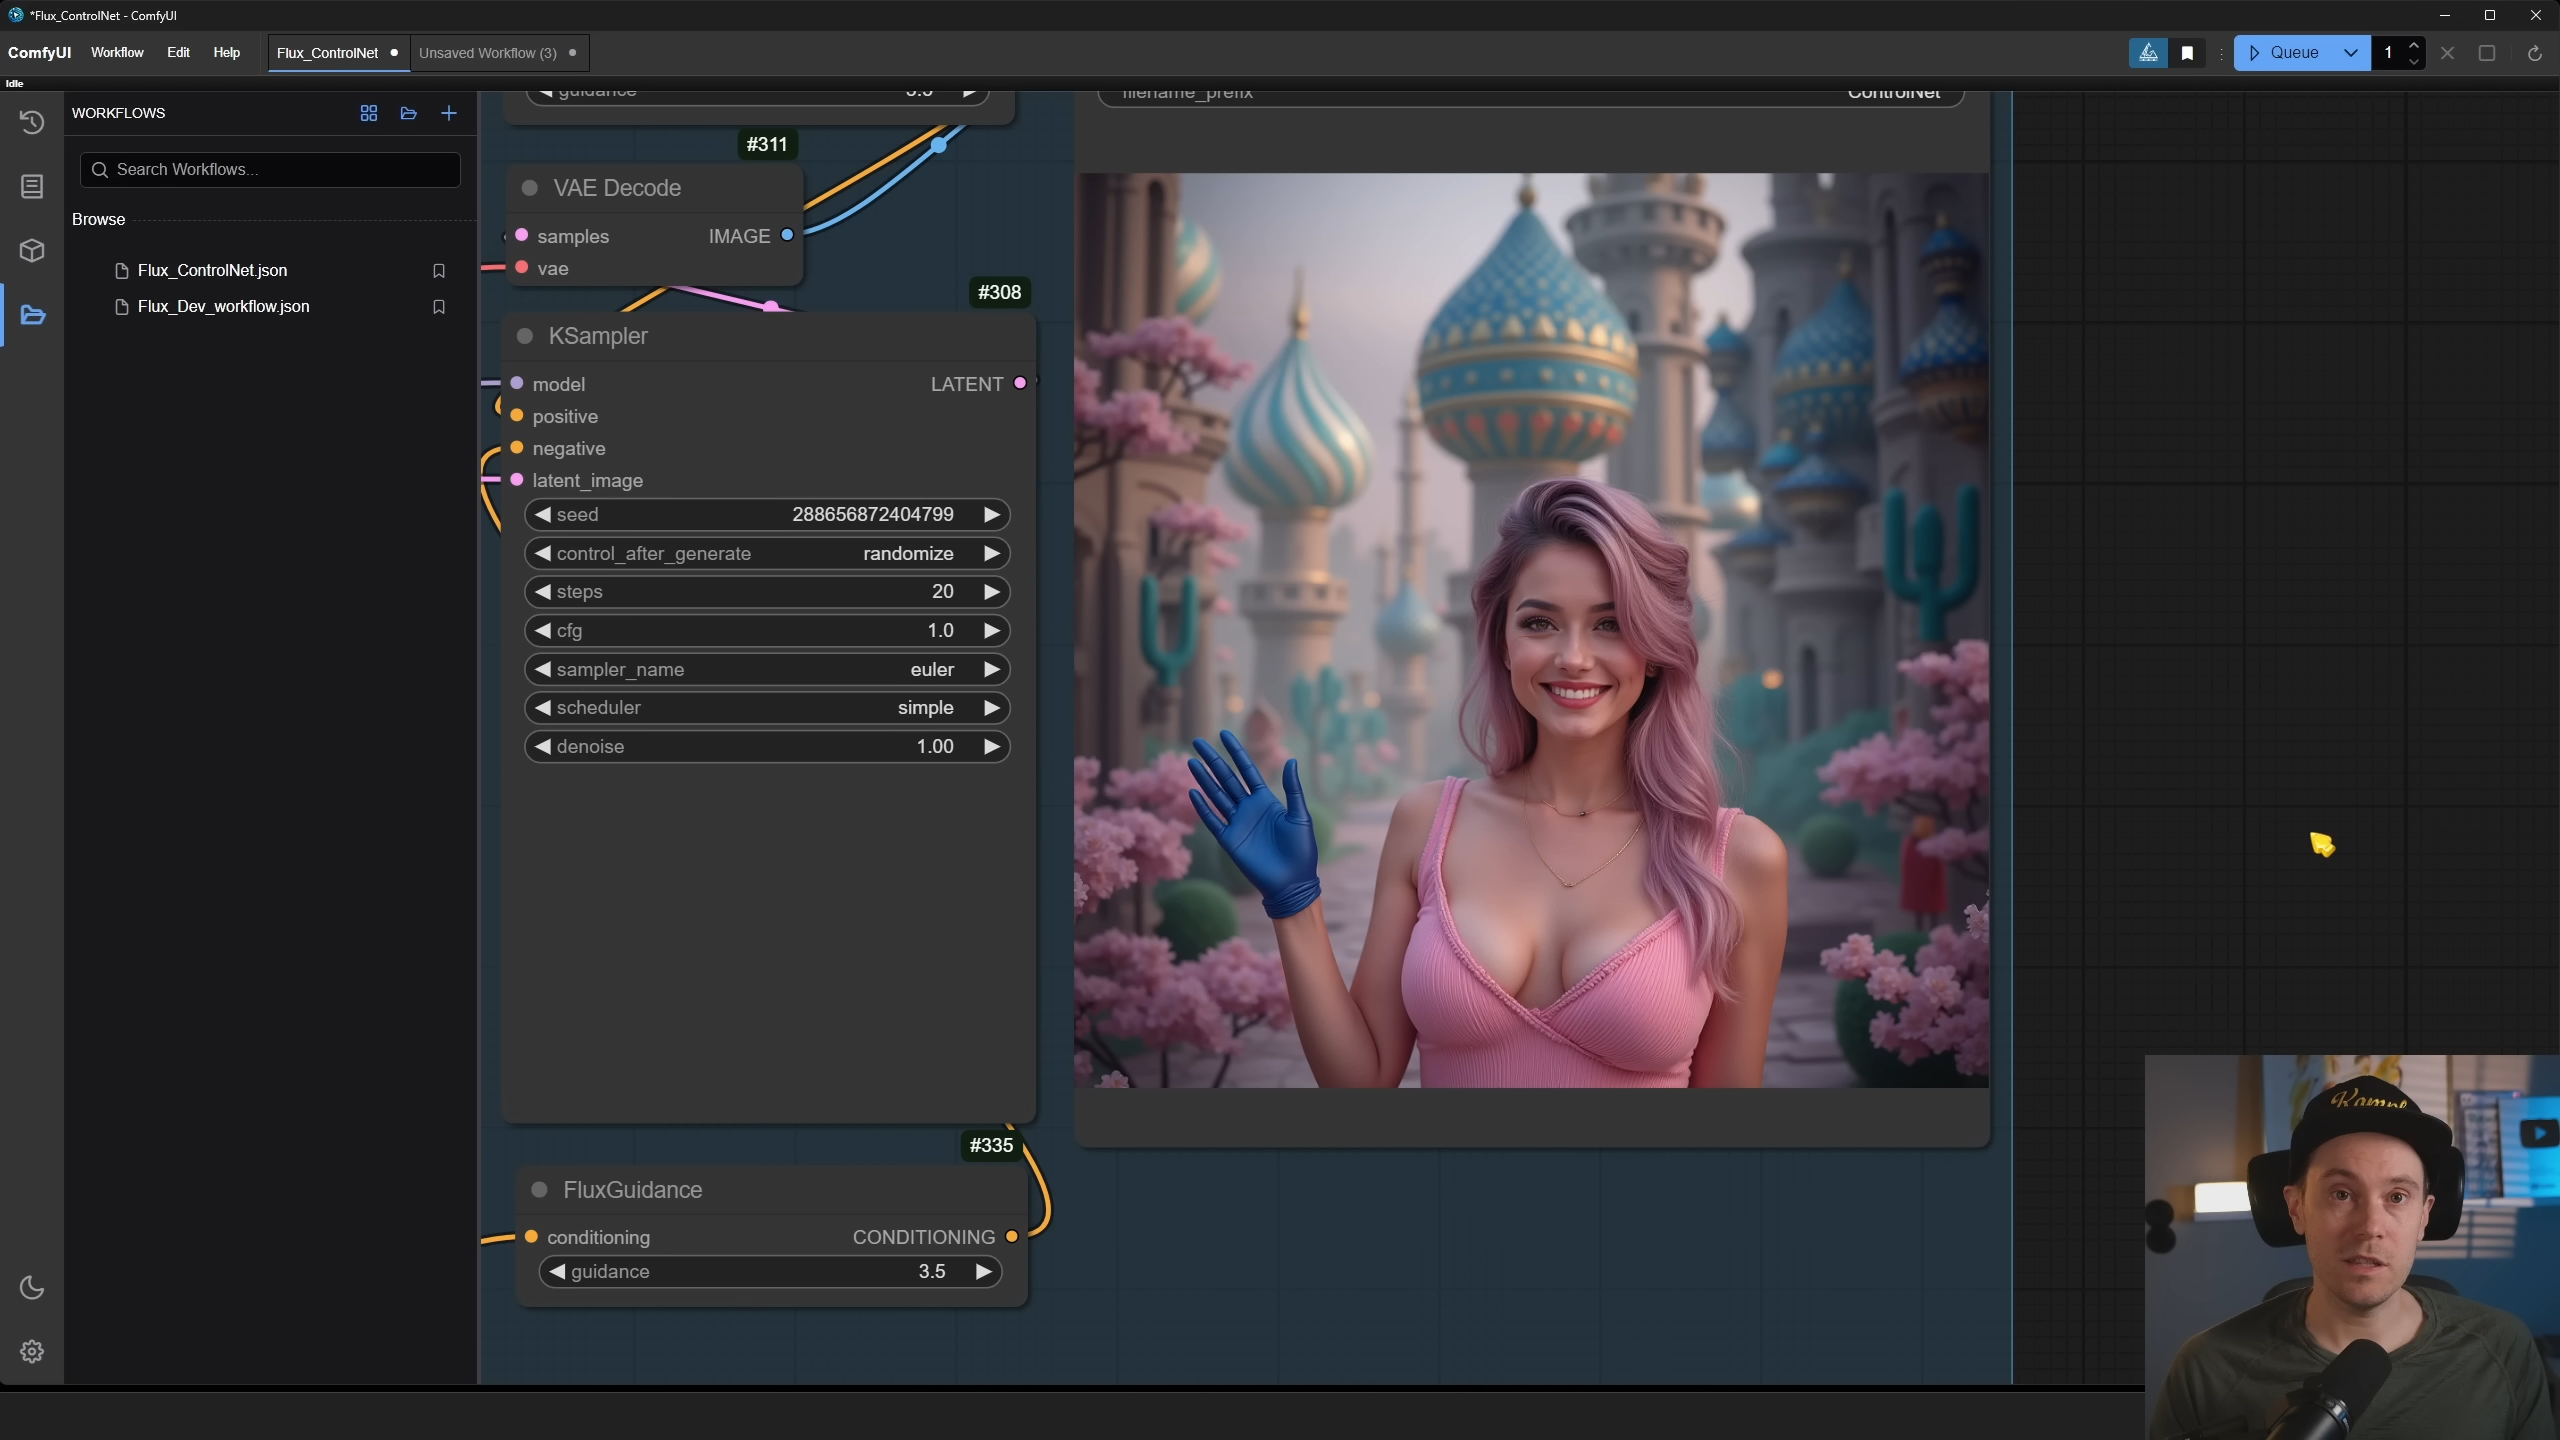 *Flux_ControlNet - ComfyUI
ComfyUI Workflow Edit Help Flux_ControlNet Unsaved Workflow (3) Queue 1
Idle
WORKFLOWS
Search Workflows...
Browse
Flux_ControlNet.json
Flux_Dev_workflow.json
guidance 3.5
#311
VAE Decode
samples IMAGE
vae
#308
KSampler
model LATENT
positive
negative
latent_image
seed 288656872404799
control_after_generate randomize
steps 20
cfg 1.0
sampler_name euler
scheduler simple
denoise 1.00
#335
FluxGuidance
conditioning CONDITIONING
guidance 3.5
filename_prefix ControlNet